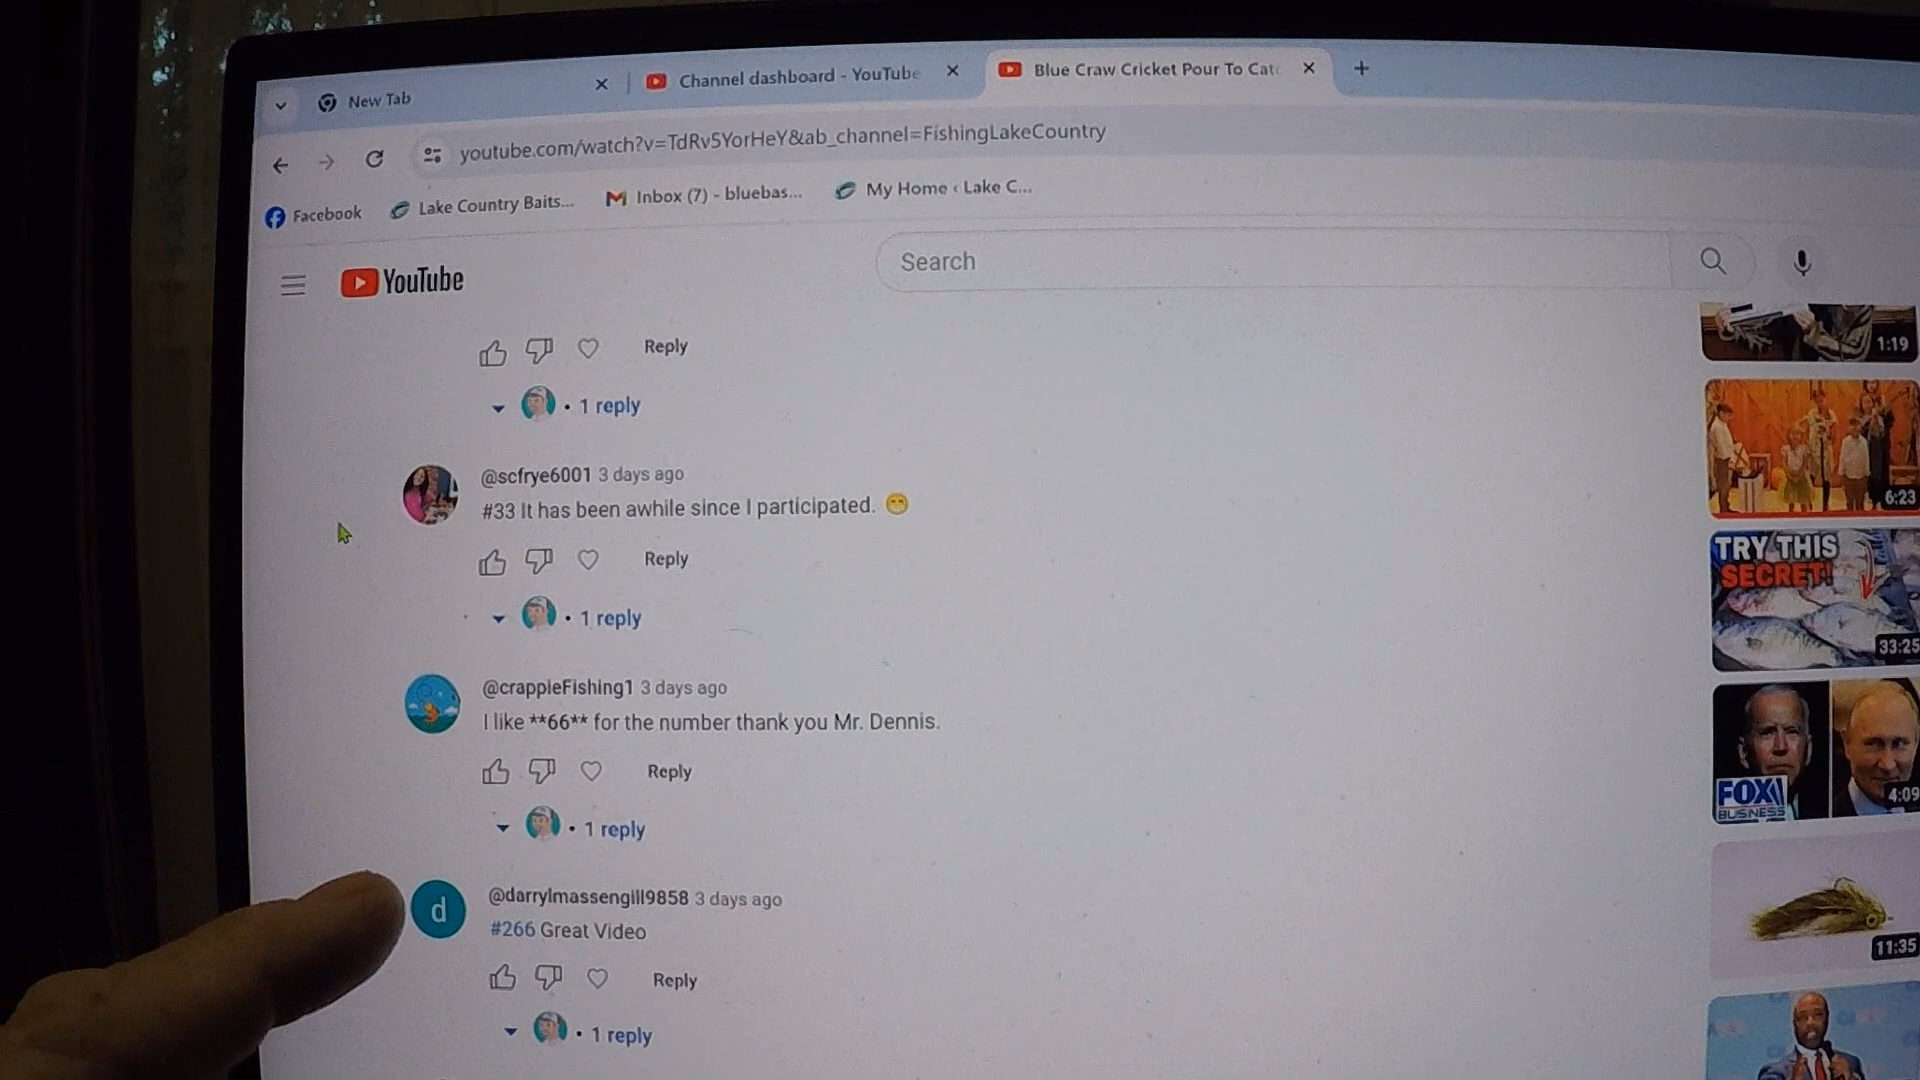 New Tab
Channel dashboard - YouTube
Blue Craw Cricket Pour To Catc
youtube.com/watch?v=TdRv5YorHeY&ab_channel=FishingLakeCountry
Facebook
Lake Country Baits...
Inbox (7) - bluebas...
My Home ‹ Lake C...
YouTube
Search
Reply
1 reply
@scfrye6001 3 days ago
#33 It has been awhile since I participated. 😁
Reply
1 reply
@crappieFishing1 3 days ago
I like **66** for the number thank you Mr. Dennis.
Reply
1 reply
d
@darrylmassengill9858 3 days ago
#266 Great Video
Reply
1 reply
1:19
6:23
TRY THIS
SECRET!
33:25
FOX
BUSINESS
4:09
11:35